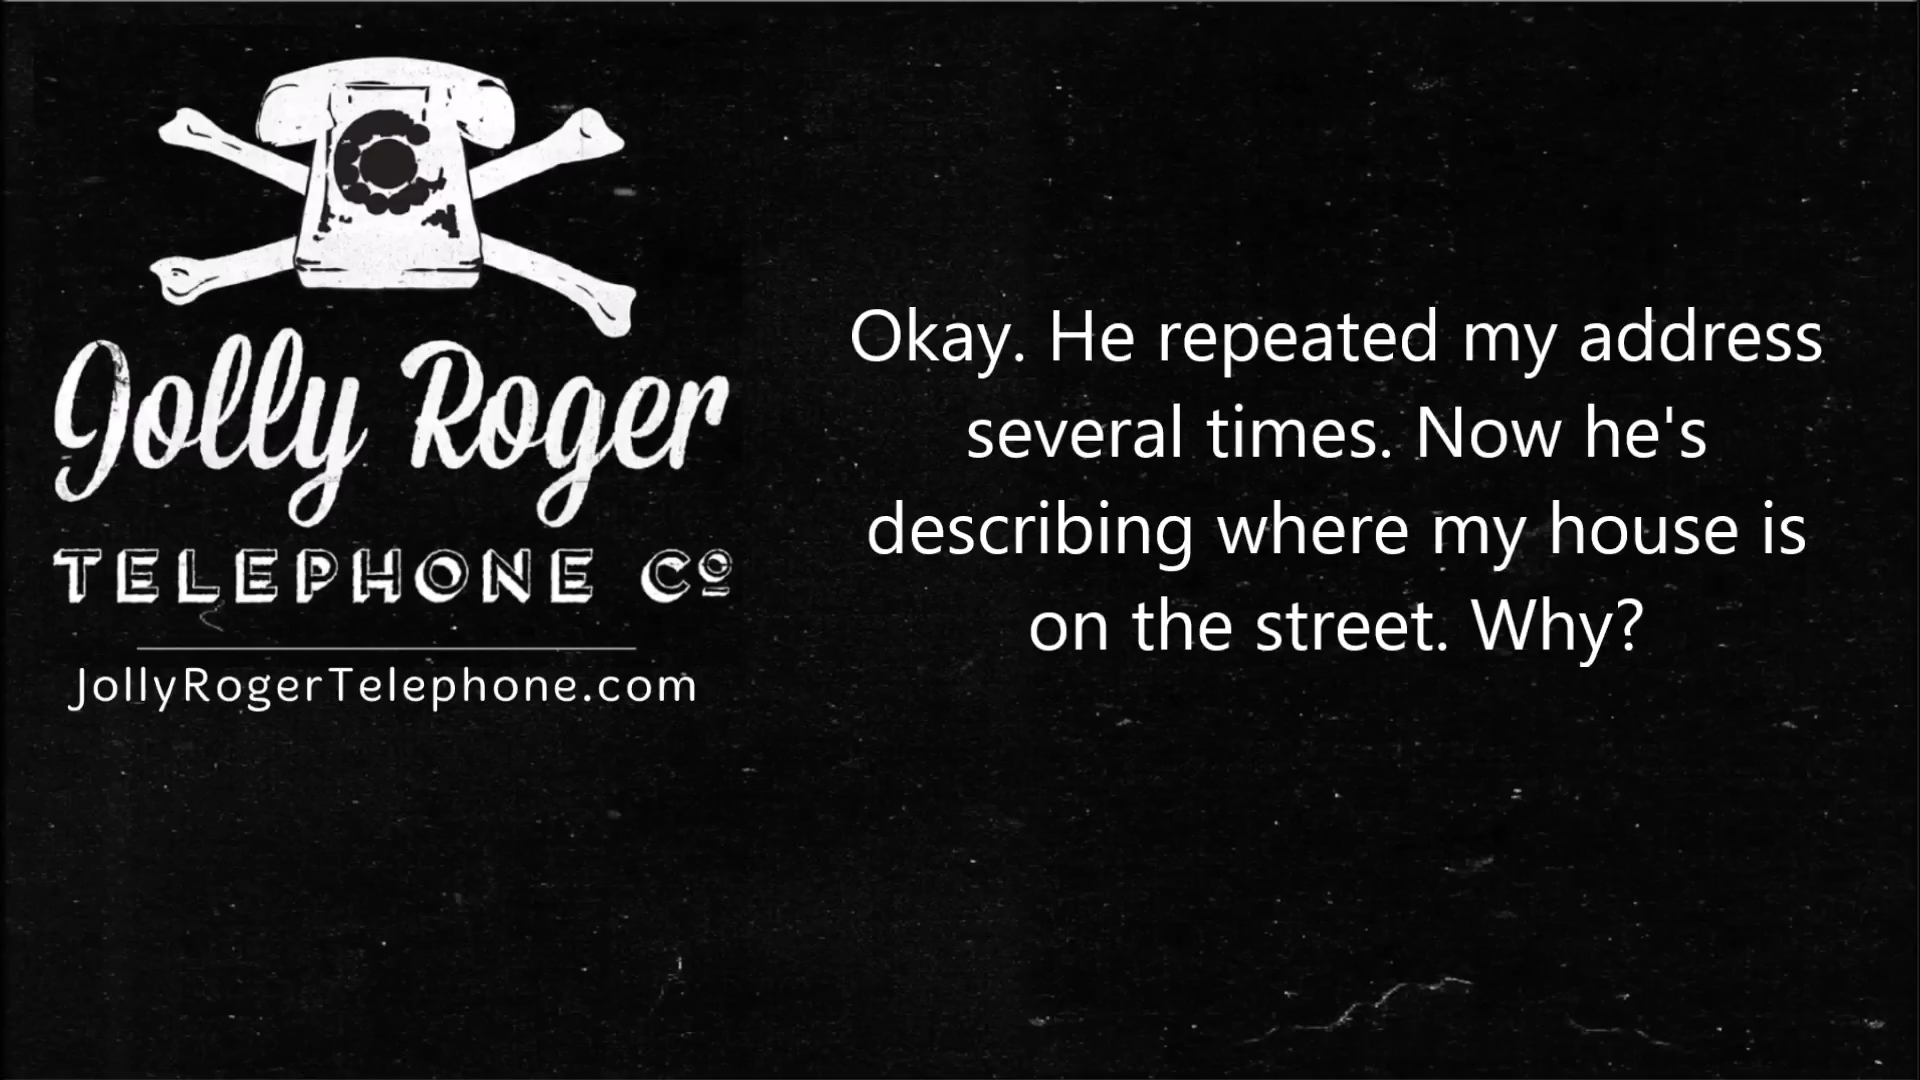 Jolly Roger
TELEPHONE Co
JollyRogerTelephone.com
Okay. He repeated my address
several times. Now he's
describing where my house is
on the street. Why?